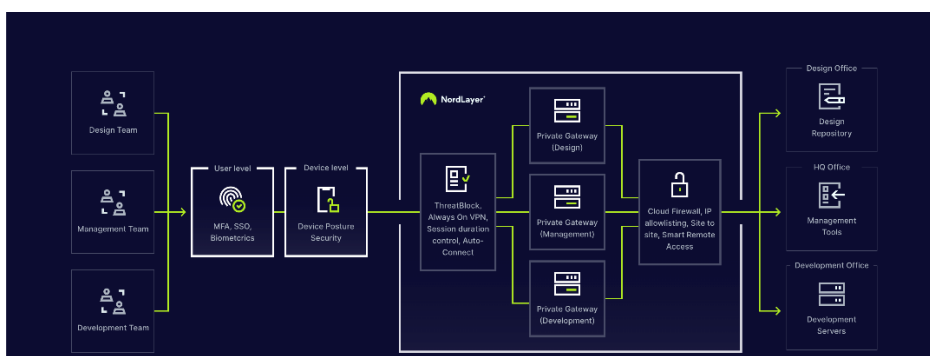 Design Team
Management Team
Development Team
User level
MFA, SSO,
Biometrics
Device level
Device Posture
Security
NordLayer®
ThreatBlock,
Always On VPN,
Session duration
control, Auto-
Connect
Private Gateway
(Design)
Private Gateway
(Management)
Private Gateway
(Development)
Cloud Firewall, IP
allowlisting, Site to
site, Smart Remote
Access
Design Office
Design
Repository
HQ Office
Management
Tools
Development Office
Development
Servers